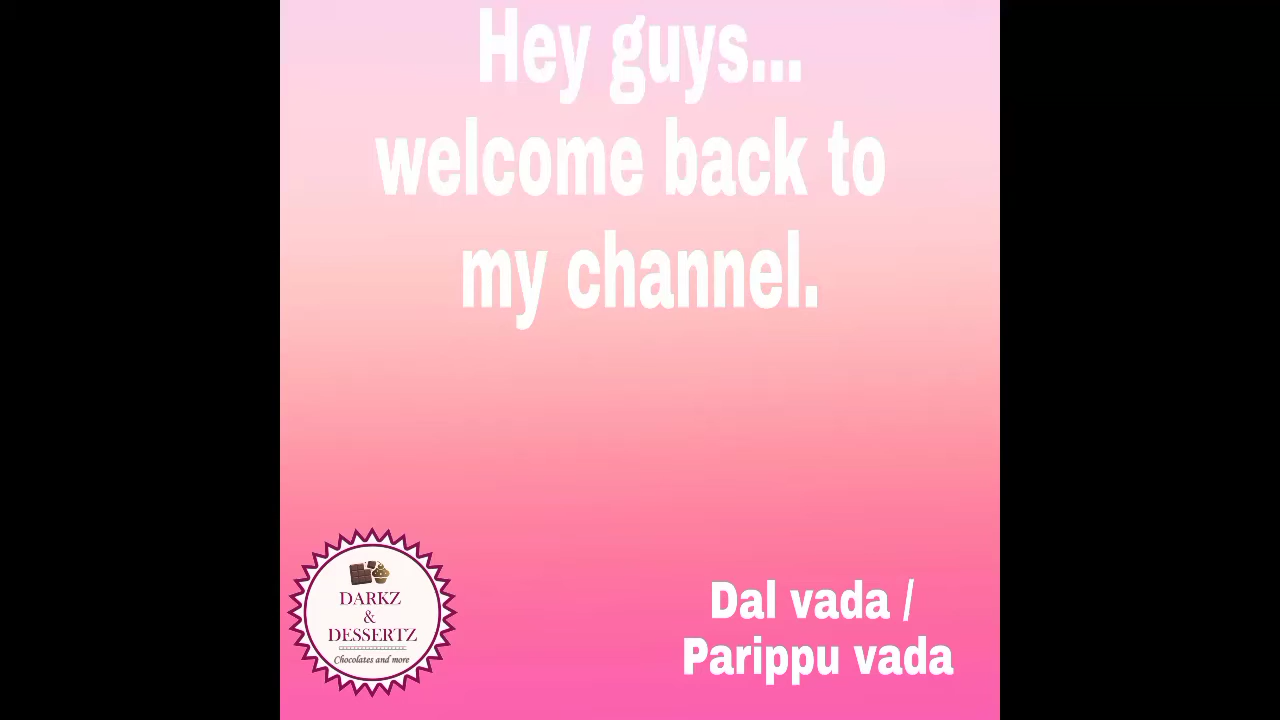 Hey guys...
welcome back to
my channel.
DARKZ
&
DESSERTZ
Chocolates and more
Dal vada /
Parippu vada